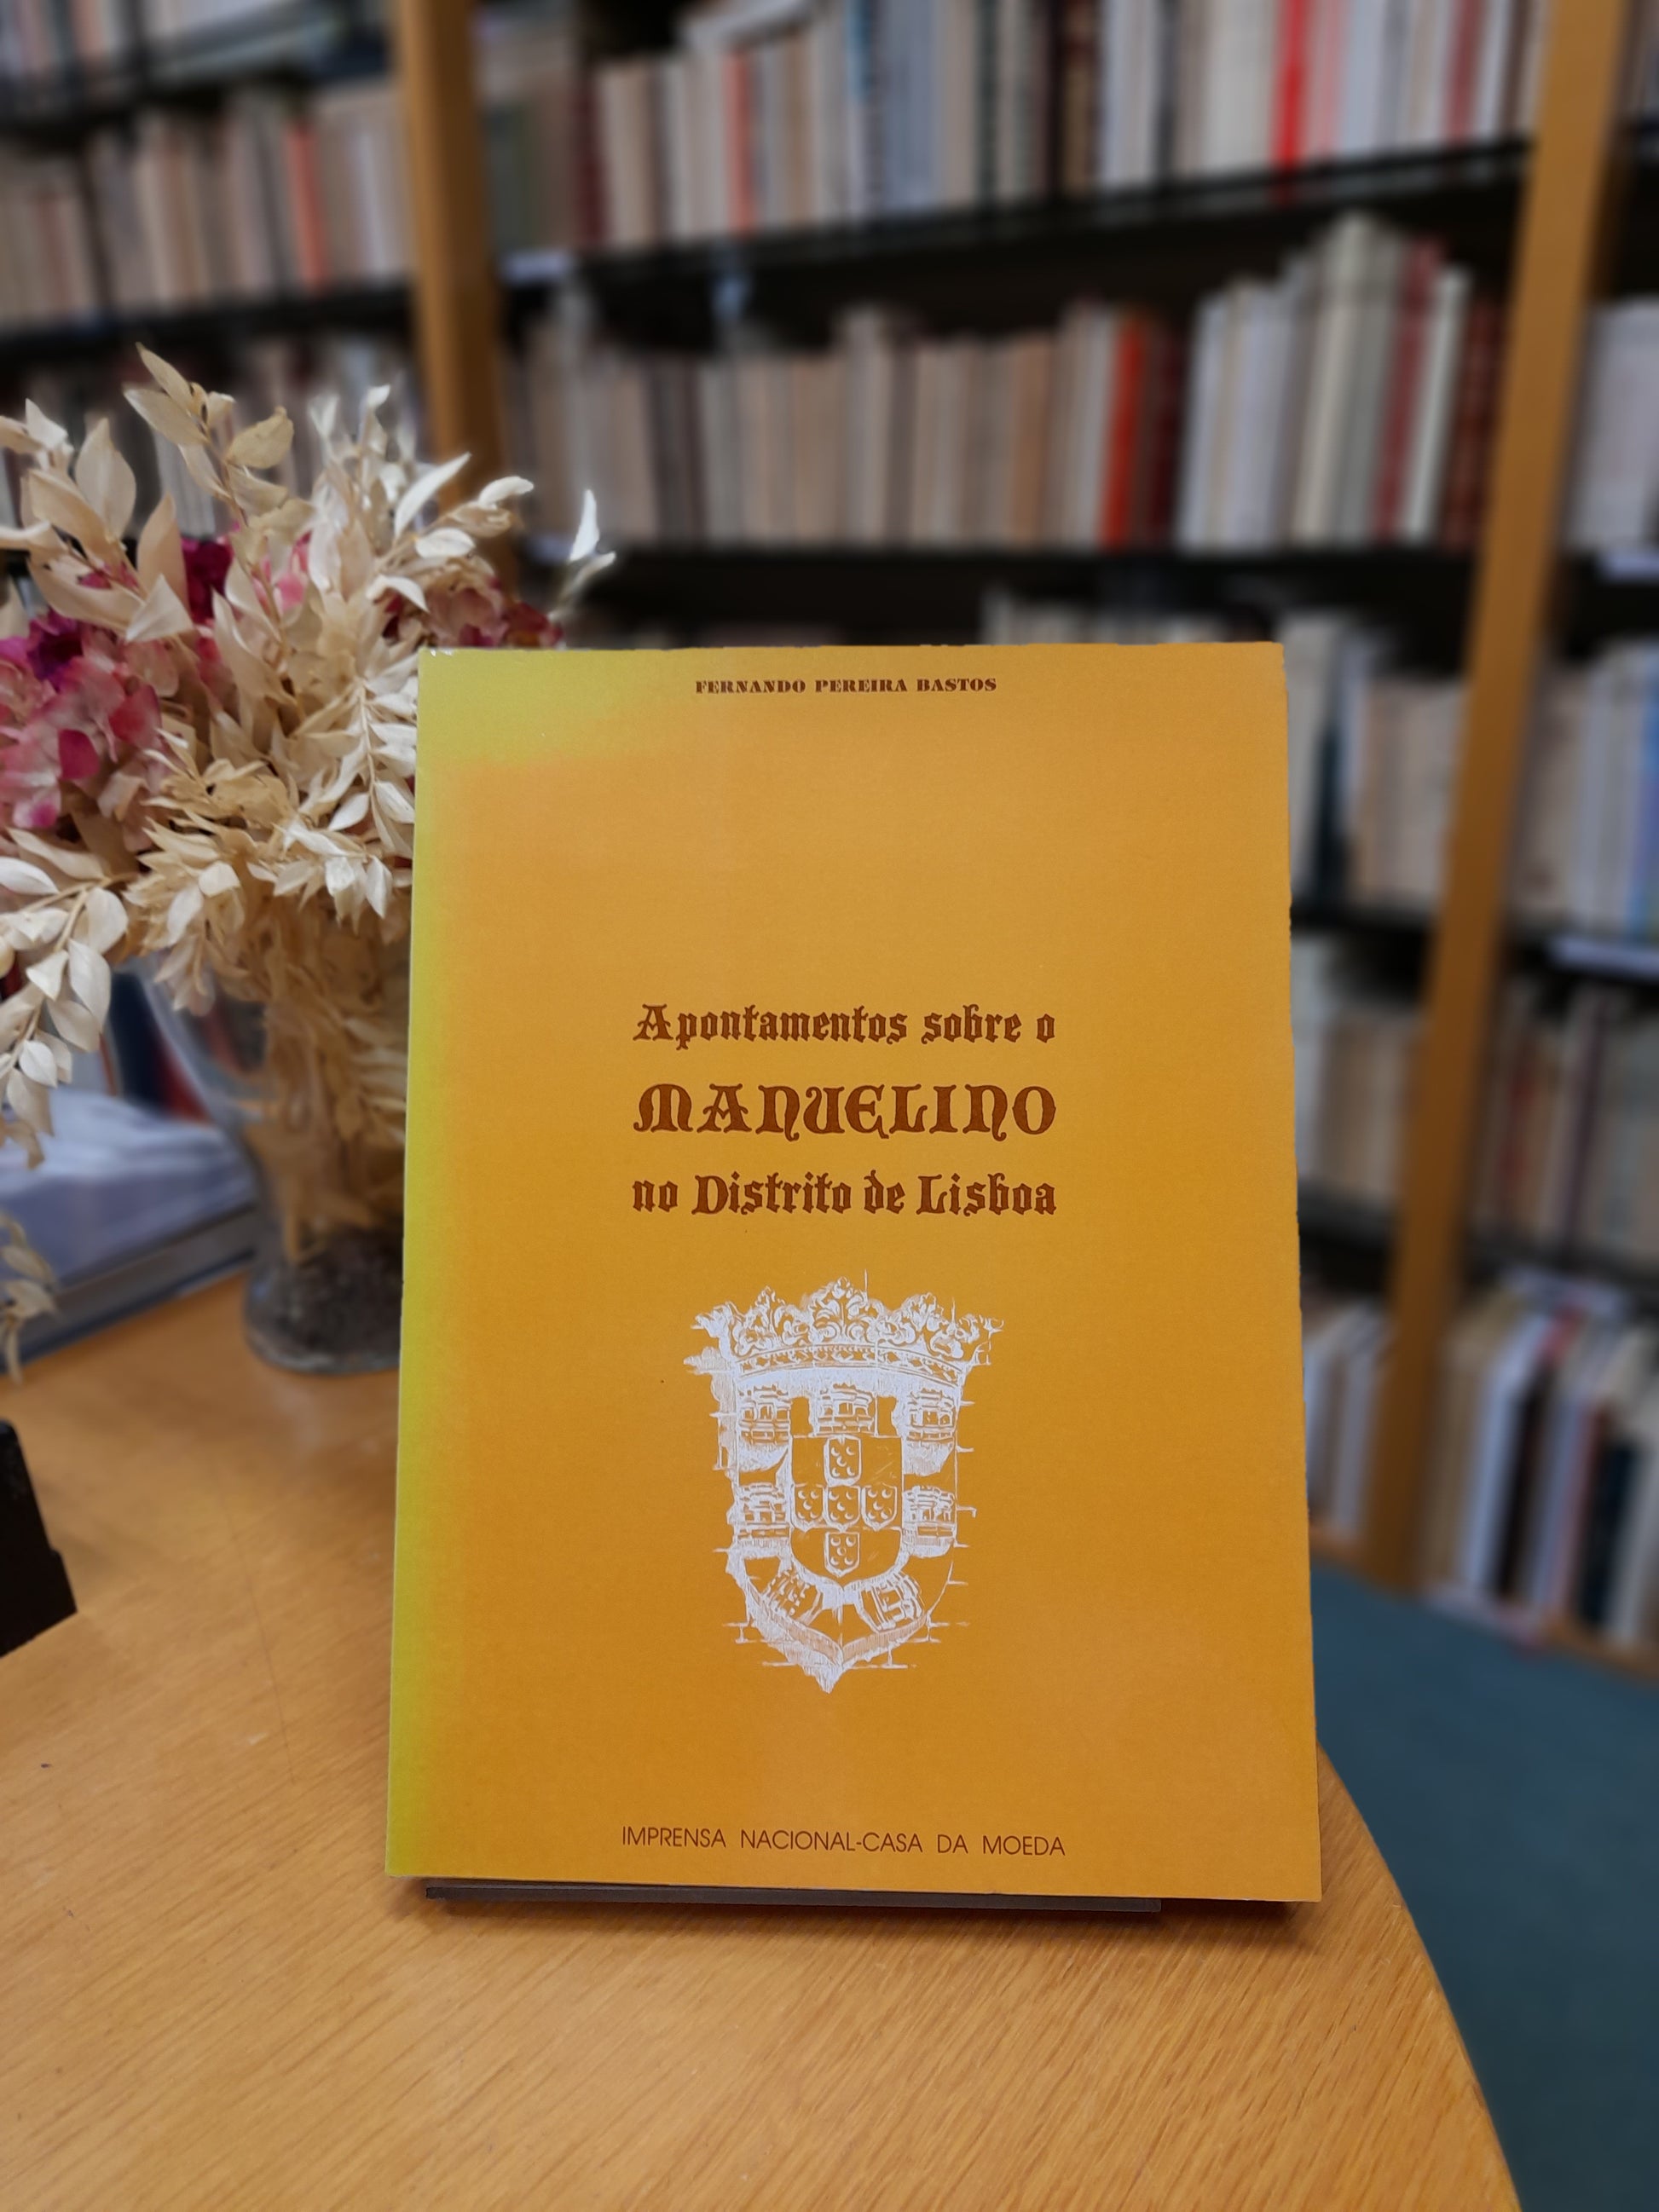 FERNANDO PEREIRA BASTOS
Apontamentos sobre o
MANUELINO
no Distrito de Lisboa
IMPRENSA NACIONAL-CASA DA MOEDA